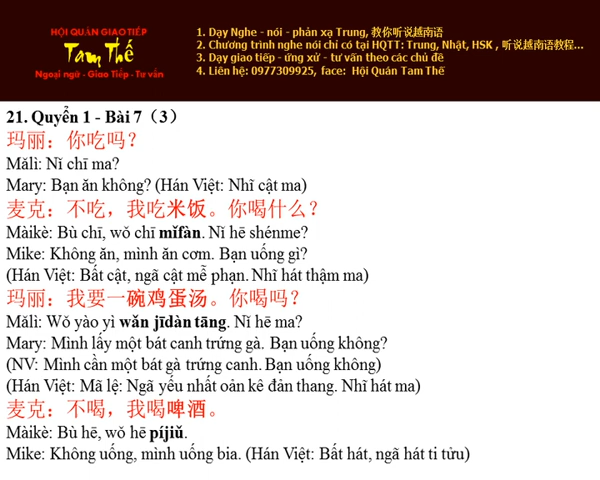 HỘI QUÁN GIAO TIẾP
Tam Thế
Ngoại ngữ - Giao Tiếp - Tư vấn
1. Dạy Nghe - nói - phản xạ Trung, 教你听说越南语
2. Chương trình nghe nói chỉ có tại HQTT: Trung, Nhật, HSK , 听说越南语教程...
3. Dạy giao tiếp - ứng xử - tư vấn theo các chủ đề
4. Liên hệ: 0977309925, face: Hội Quán Tam Thế
21. Quyển 1 - Bài 7（3）
玛丽：你吃吗？
Mǎlì: Nǐ chī ma?
Mary: Bạn ăn không? (Hán Việt: Nhĩ cật ma)
麦克：不吃，我吃米饭。你喝什么？
Màikè: Bù chī, wǒ chī mǐfàn. Nǐ hē shénme?
Mike: Không ăn, mình ăn cơm. Bạn uống gì?
(Hán Việt: Bất cật, ngã cật mễ phạn. Nhĩ hát thậm ma)
玛丽：我要一碗鸡蛋汤。你喝吗？
Mǎlì: Wǒ yào yì wǎn jīdàn tāng. Nǐ hē ma?
Mary: Mình lấy một bát canh trứng gà. Bạn uống không?
(NV: Mình cần một bát gà trứng canh. Bạn uống không)
(Hán Việt: Mã lệ: Ngã yếu nhất oản kê đản thang. Nhĩ hát ma)
麦克：不喝，我喝啤酒。
Màikè: Bù hē, wǒ hē píjiǔ.
Mike: Không uống, mình uống bia. (Hán Việt: Bất hát, ngã hát ti tửu)